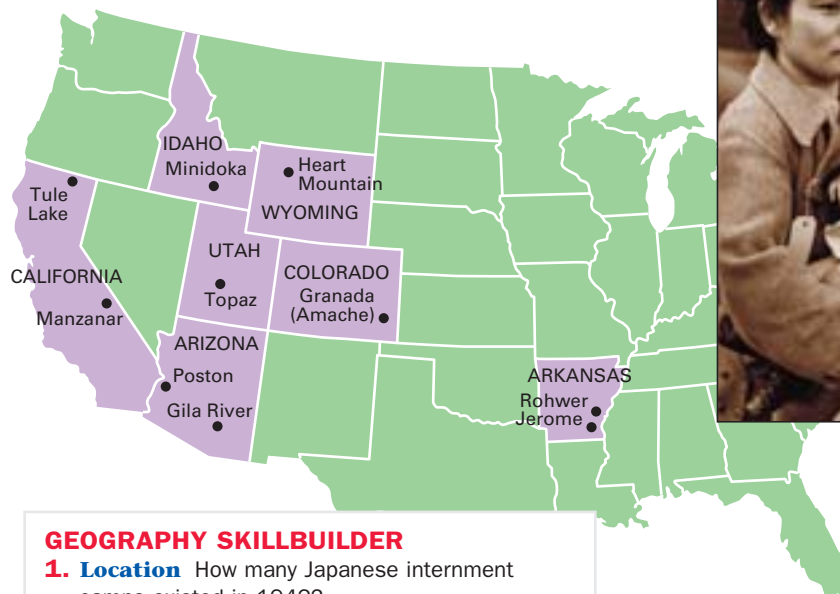 IDAHO
Minidoka
Heart
Mountain
WYOMING
Tule
Lake
UTAH
Topaz
COLORADO
Granada
(Amache)
CALIFORNIA
Manzanar
ARIZONA
Poston
Gila River
ARKANSAS
Rohwer
Jerome
GEOGRAPHY SKILLBUILDER
1. Location How many Japanese internment